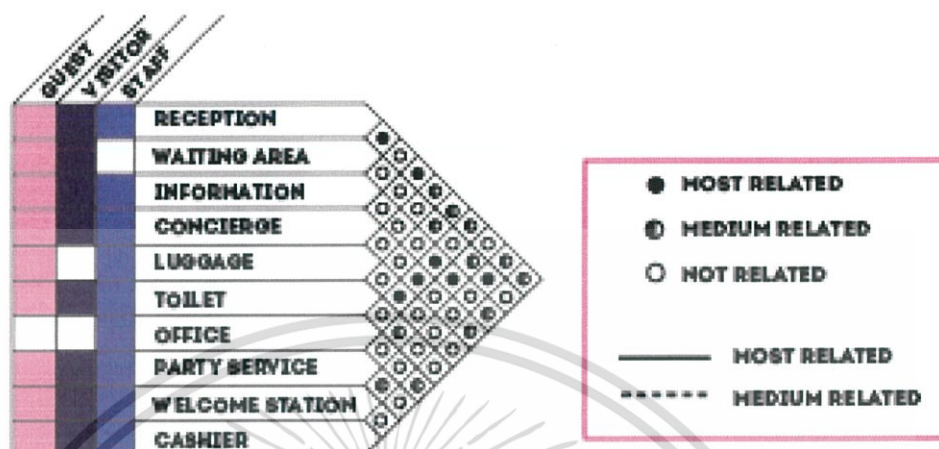 GUEST
VISITOR
STAFF
RECEPTION
WAITING AREA
INFORMATION
CONCIERGE
LUGGAGE
TOILET
OFFICE
PARTY SERVICE
WELCOME STATION
CASHIER
MOST RELATED
MEDIUM RELATED
NOT RELATED
MOST RELATED
MEDIUM RELATED